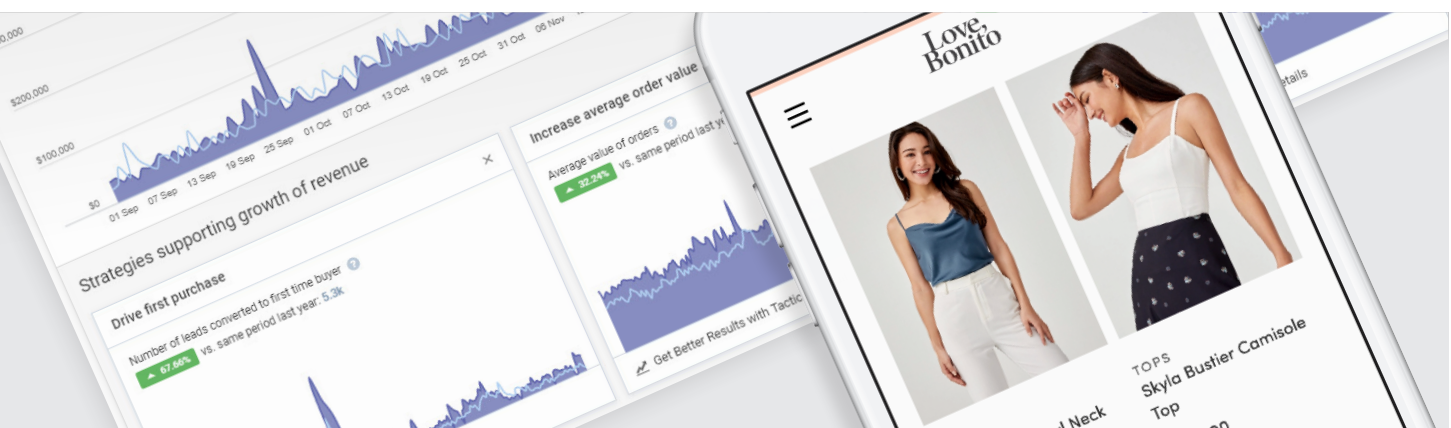 $200,000
$100,000
$0
01 Sep
07 Sep
13 Sep
19 Sep
25 Sep
01 Oct
07 Oct
13 Oct
19 Oct
25 Oct
31 Oct
06 Nov
Strategies supporting growth of revenue
Drive first purchase
Number of leads converted to first time buyer ?
67.66% vs. same period last year: 5.3k
Increase average order value
Average value of orders ?
32.24% vs. same period last ye
Get Better Results with Tactic
etails
Love,
Bonito
Neck
TOPS
Skyla Bustier Camisole
Top